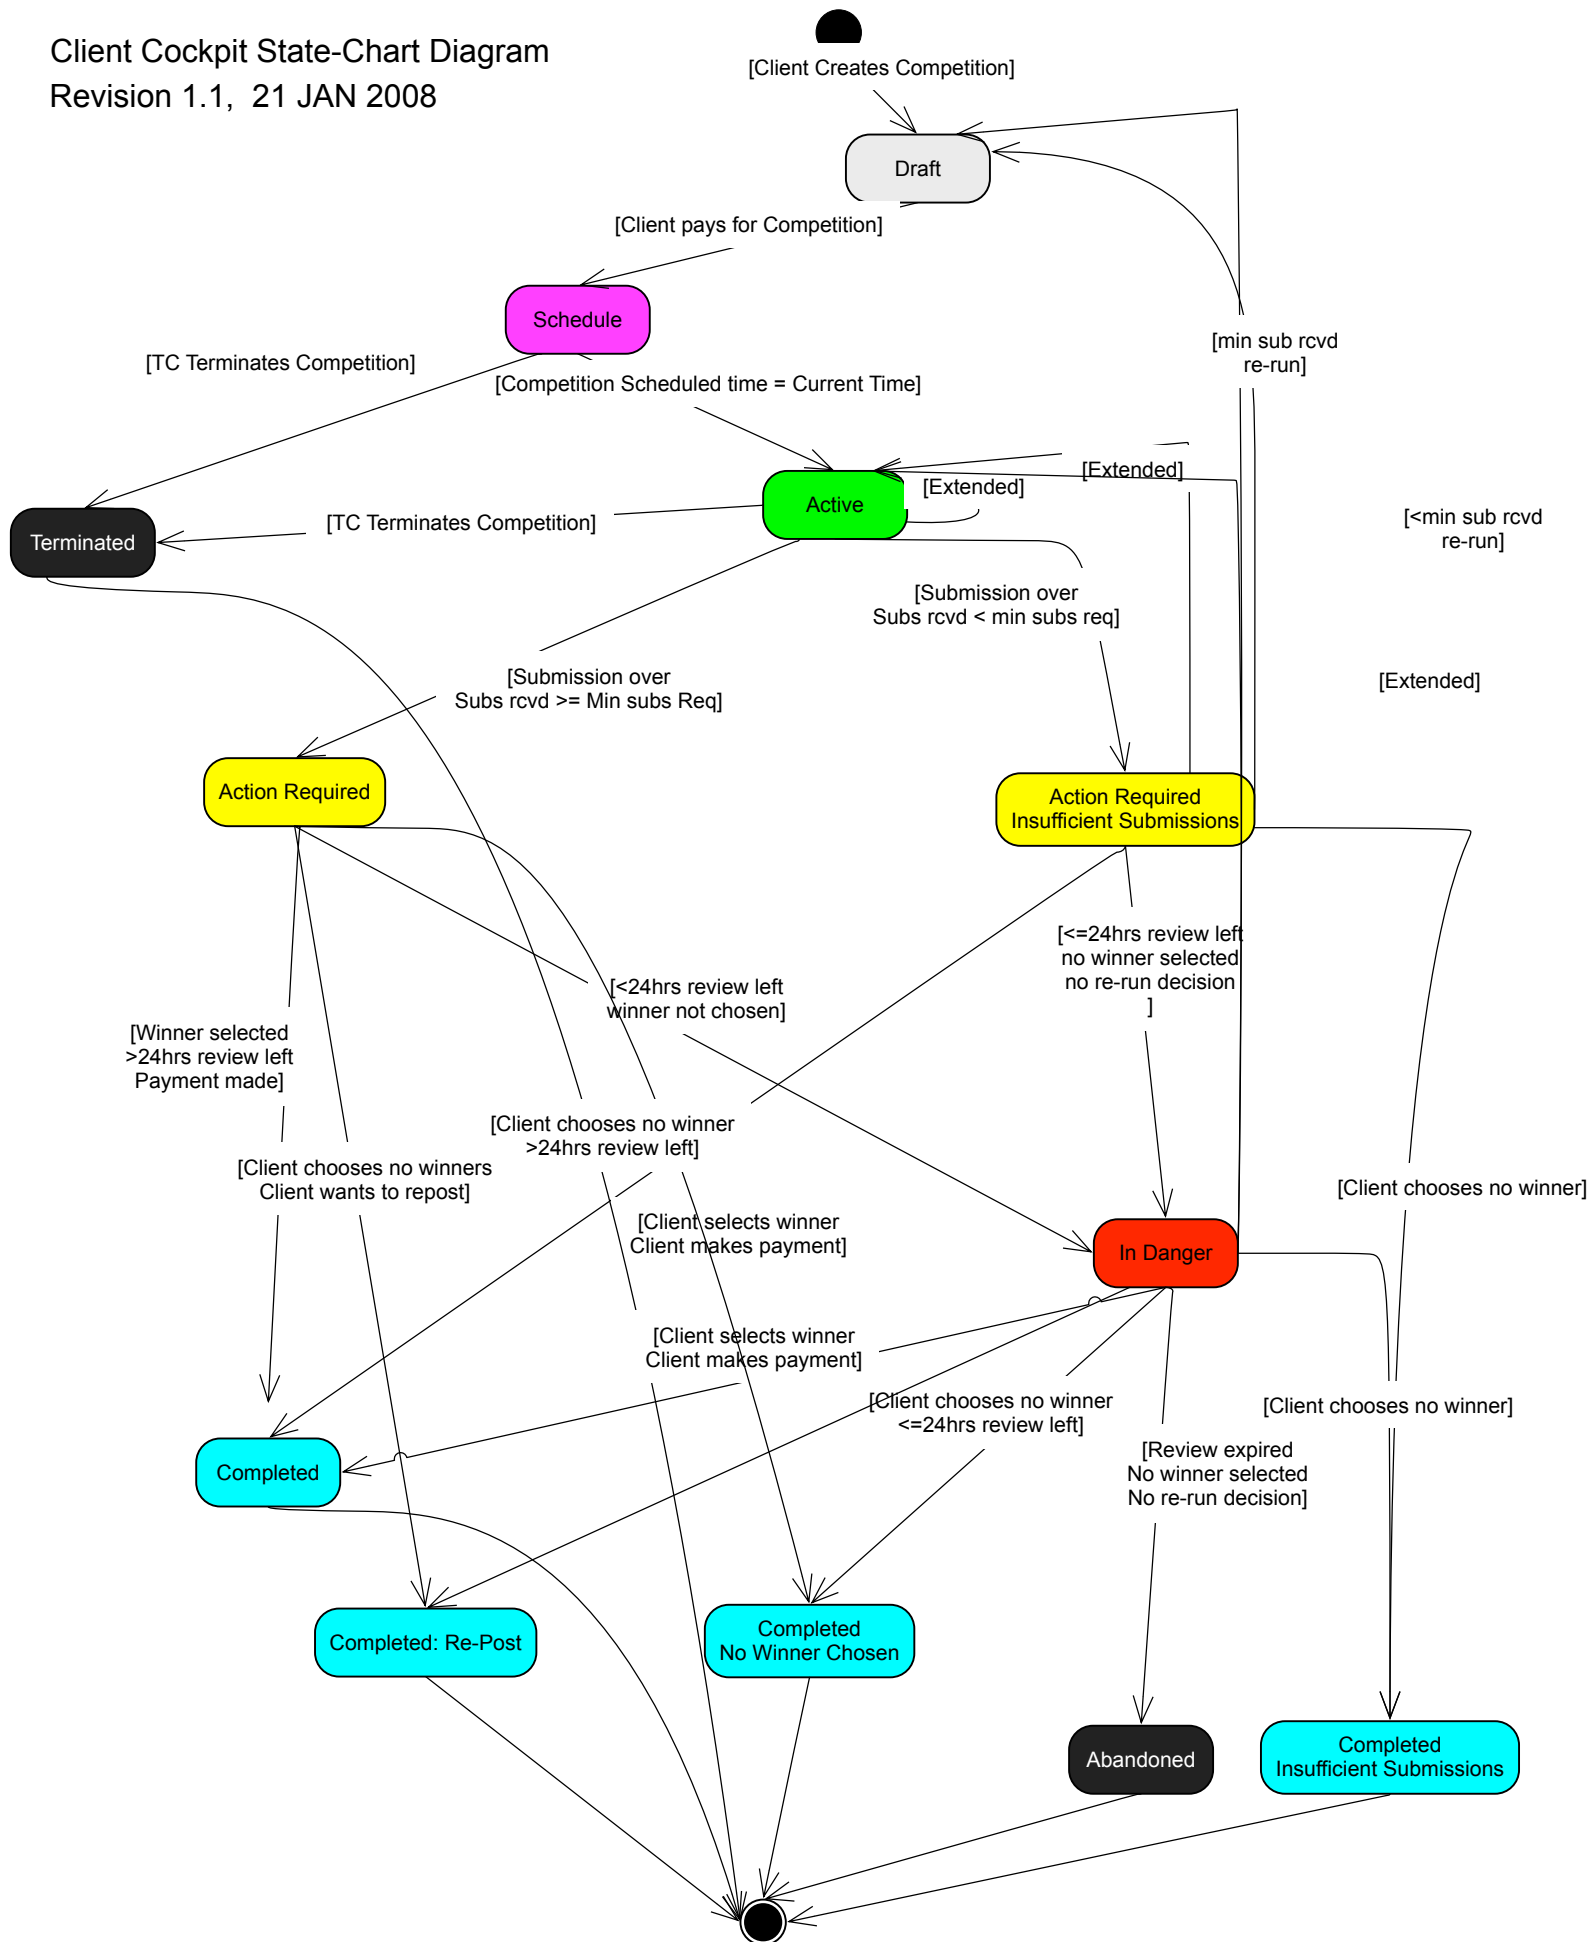 Client Cockpit State-Chart Diagram
Revision 1.1,  21 JAN 2008
[Client Creates Competition]
Draft
[Client pays for Competition]
Schedule
[min sub rcvd
re-run]
[TC Terminates Competition]
[Competition Scheduled time = Current Time]
[Extended]
[Extended]
Active
[<min sub rcvd
re-run]
[TC Terminates Competition]
Terminated
[Submission over
Subs rcvd < min subs req]
[Submission over
Subs rcvd >= Min subs Req]
[Extended]
Action Required
Action Required
Insufficient Submissions
[<=24hrs review left
no winner selected
no re-run decision
]
[<24hrs review left
winner not chosen]
[Winner selected
>24hrs review left
Payment made]
[Client chooses no winner
>24hrs review left]
[Client chooses no winners
Client wants to repost]
[Client chooses no winner]
[Client selects winner
Client makes payment]
In Danger
[Client selects winner
Client makes payment]
[Client chooses no winner
<=24hrs review left]
[Client chooses no winner]
[Review expired
No winner selected
No re-run decision]
Completed
Completed: Re-Post
Completed
No Winner Chosen
Abandoned
Completed
Insufficient Submissions